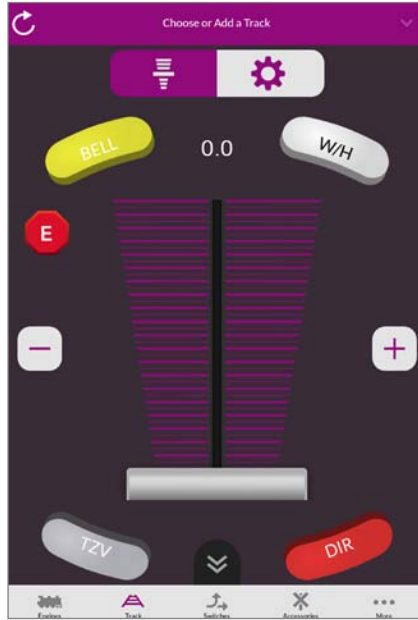 Choose or Add a Track
BELL
0.0
W/H
E
TZV
DIR
Engines
Track
Switches
Accessories
More